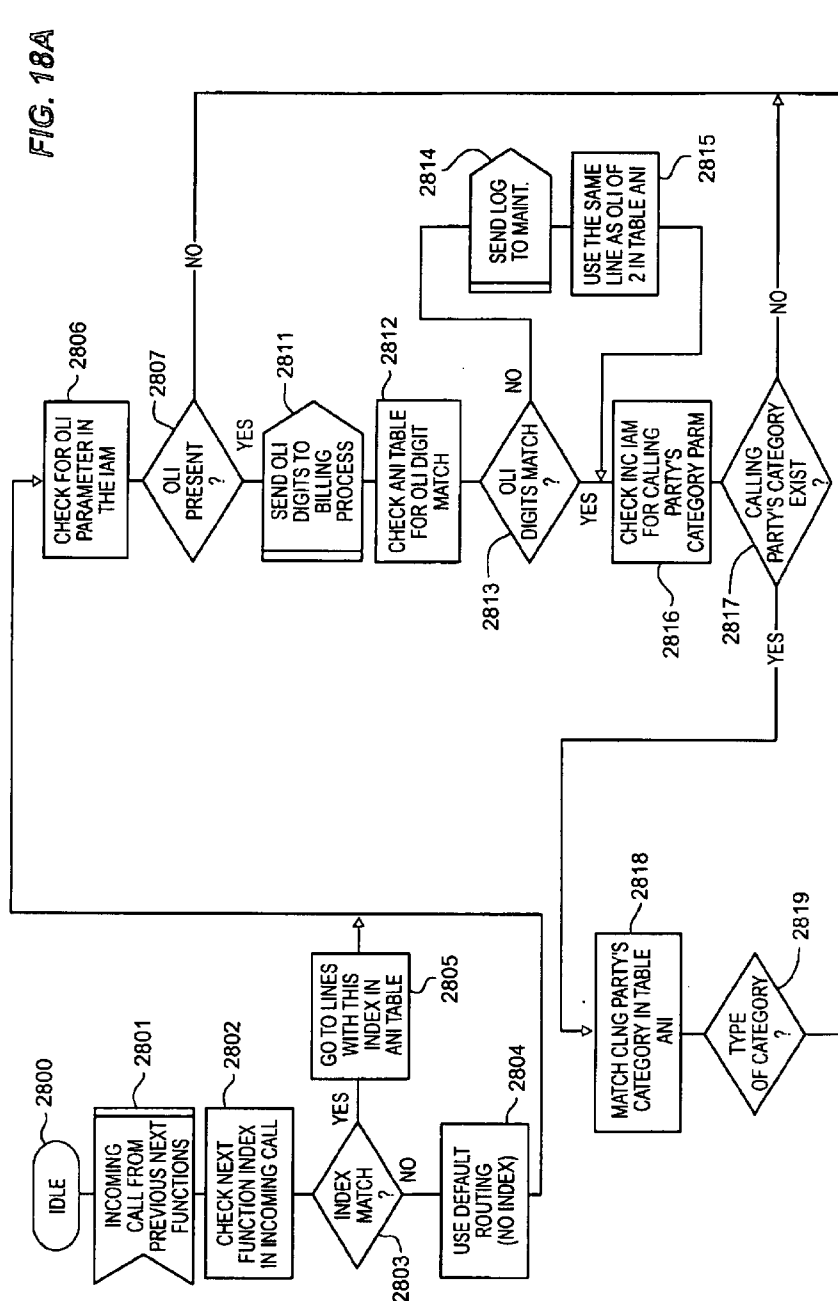 FIG. 18A
2800
IDLE
2801
INCOMING
CALL FROM
PREVIOUS NEXT
FUNCTIONS
2802
CHECK NEXT
FUNCTION INDEX
IN INCOMING CALL
INDEX
MATCH
?
2803
YES
NO
GO TO LINES
WITH THIS
INDEX IN
ANI TABLE
2805
2804
USE DEFAULT
ROUTING
(NO INDEX)
2806
CHECK FOR OLI
PARAMETER IN
THE IAM
2807
OLI
PRESENT
?
NO
YES
2811
SEND OLI
DIGITS TO
BILLING
PROCESS
2812
CHECK ANI TABLE
FOR OLI DIGIT
MATCH
OLI
DIGITS MATCH
?
2813
NO
YES
2814
SEND LOG
TO MAINT.
2815
USE THE SAME
LINE AS OLI OF
2 IN TABLE ANI
CHECK INC IAM
FOR CALLING
PARTY'S
CATEGORY PARM
2816
CALLING
PARTY'S CATEGORY
EXIST
?
2817
NO
YES
2818
MATCH CLNG PARTY'S
CATEGORY IN TABLE
ANI
2819
TYPE
OF CATEGORY
?